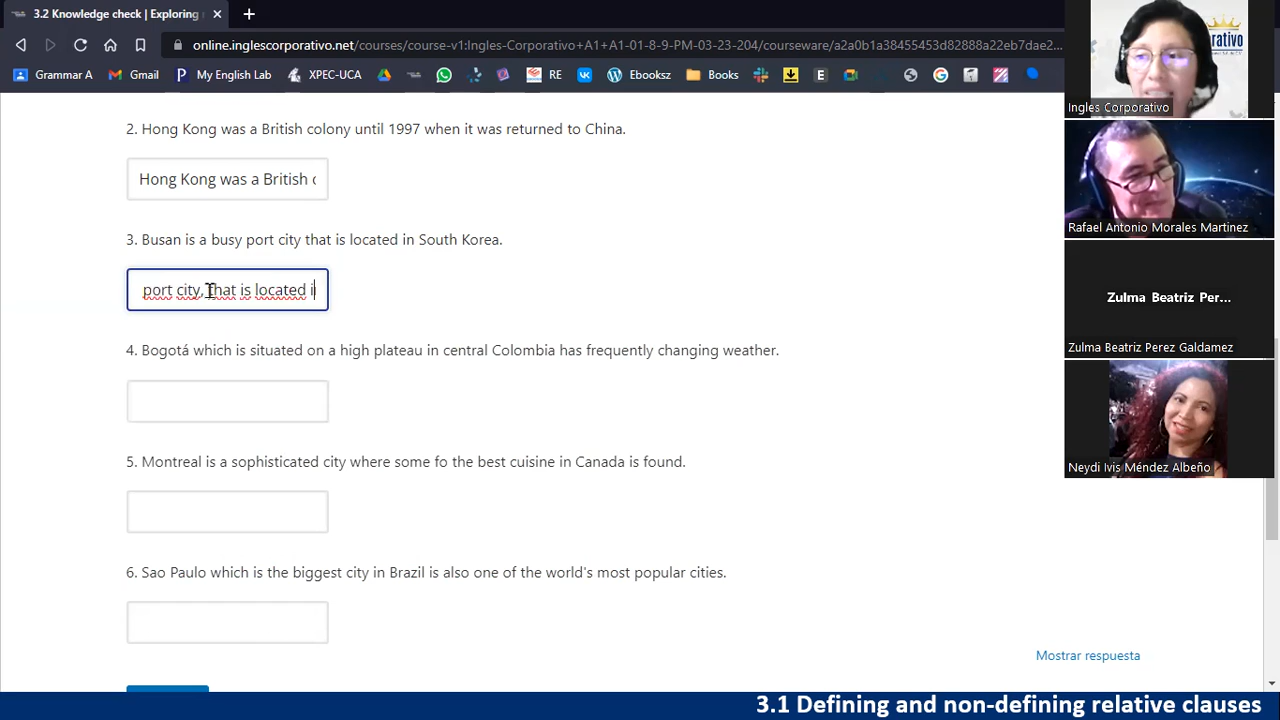 3.2 Knowledge check | Exploring
online.inglescorporativo.net/courses/course-v1:Ingles-Corporativo+A1+A1-01-8-9-PM-03-23-204/courseware/a2a0b1a38455453d82888a22eb7dae2...
Grammar A
Gmail
My English Lab
XPEC-UCA
RE
Ebooksz
Books
2. Hong Kong was a British colony until 1997 when it was returned to China.
Hong Kong was a British c
3. Busan is a busy port city that is located in South Korea.
port city, that is located i
4. Bogotá which is situated on a high plateau in central Colombia has frequently changing weather.
5. Montreal is a sophisticated city where some fo the best cuisine in Canada is found.
6. Sao Paulo which is the biggest city in Brazil is also one of the world's most popular cities.
Mostrar respuesta
Ingles Corporativo
Rafael Antonio Morales Martinez
Zulma Beatriz Per...
Zulma Beatriz Perez Galdamez
Neydi Ivis Méndez Albeño
3.1 Defining and non-defining relative clauses